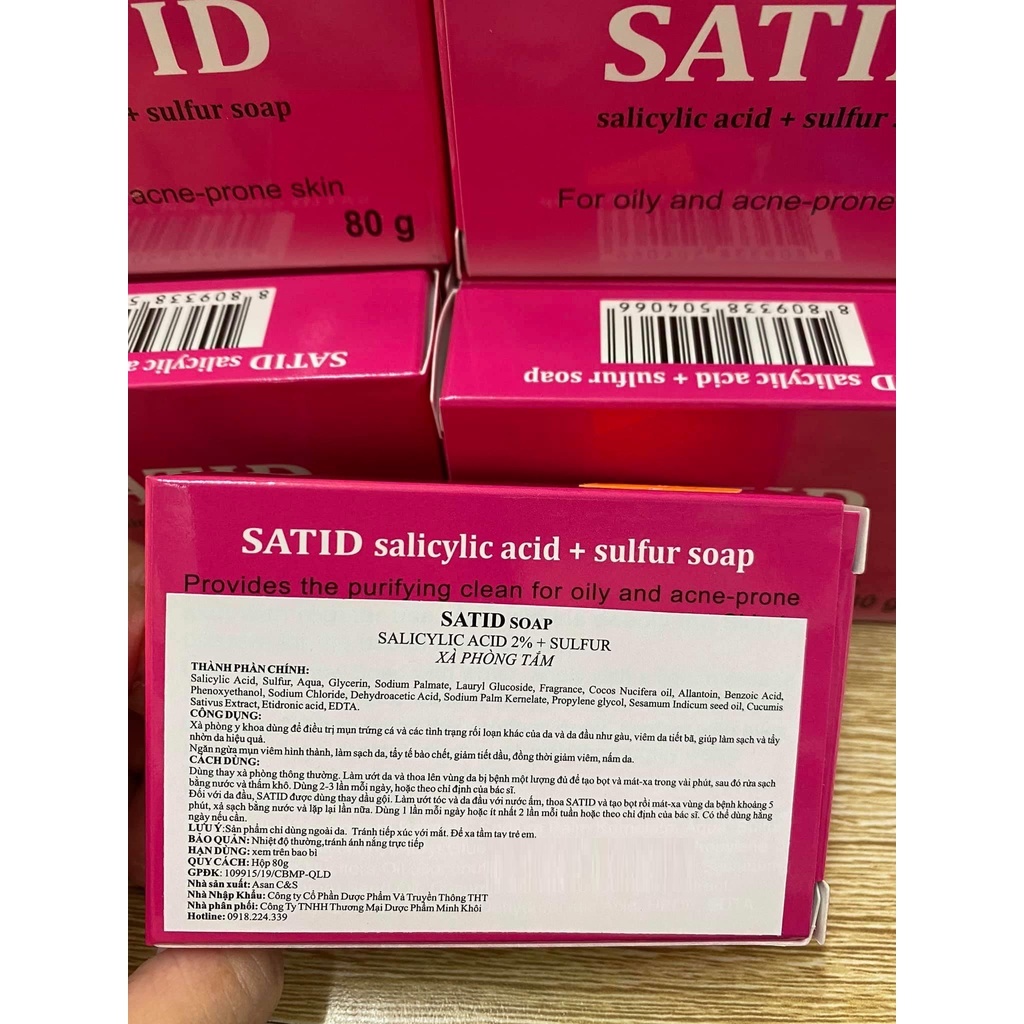 ID
+ sulfur soap
acne-prone skin
80 g
SATI
salicylic acid + sulfur
For oily and acne-prone
8 809338 5
SATID salicylic a
8 809338 504066
D salicylic acid + sulfur soap
SATID salicylic acid + sulfur soap
Provides the purifying clean for oily and acne-prone
SATID SOAP
SALICYLIC ACID 2% + SULFUR
XÀ PHÒNG TẮM
THÀNH PHẦN CHÍNH:
Salicylic Acid, Sulfur, Aqua, Glycerin, Sodium Palmate, Lauryl Glucoside, Fragrance, Cocos Nucifera oil, Allantoin, Benzoic Acid,
Phenoxyethanol, Sodium Chloride, Dehydroacetic Acid, Sodium Palm Kernelate, Propylene glycol, Sesamum Indicum seed oil, Cucumis
Sativus Extract, Etidronic acid, EDTA.
CÔNG DỤNG:
Xà phòng y khoa dùng để điều trị mụn trứng cá và các tình trạng rối loạn khác của da và da đầu như gàu, viêm da tiết bã, giúp làm sạch và tẩy
nhờn da hiệu quả.
Ngăn ngừa mụn viêm hình thành, làm sạch da, tẩy tế bào chết, giảm tiết dầu, đồng thời giảm viêm, nấm da.
CÁCH DÙNG:
Dùng thay xà phòng thông thường. Làm ướt da và thoa lên vùng da bị bệnh một lượng đủ để tạo bọt và mát-xa trong vài phút, sau đó rửa sạch
bằng nước và thấm khô. Dùng 2-3 lần mỗi ngày, hoặc theo chỉ định của bác sĩ.
Đối với da đầu, SATID được dùng thay dầu gội. Làm ướt tóc và da đầu với nước ấm, thoa SATID và tạo bọt rồi mát-xa vùng da bệnh khoảng 5
phút, xả sạch bằng nước và lặp lại lần nữa. Dùng 1 lần mỗi ngày hoặc ít nhất 2 lần mỗi tuần hoặc theo chỉ định của bác sĩ. Có thể dùng hằng
ngày nếu cần.
LƯU Ý:Sản phẩm chỉ dùng ngoài da. Tránh tiếp xúc với mắt. Để xa tầm tay trẻ em.
BẢO QUẢN: Nhiệt độ thường,tránh ánh nắng trực tiếp
HẠN DÙNG: xem trên bao bì
QUY CÁCH: Hộp 80g
GPĐK: 109915/19/CBMP-QLD
Nhà sản xuất: Asan C&S
Nhà Nhập Khẩu: Công ty Cổ Phần Dược Phẩm Và Truyền Thông THT
Nhà phân phối: Công Ty TNHH Thương Mại Dược Phẩm Minh Khôi
Hotline: 0918.224.339